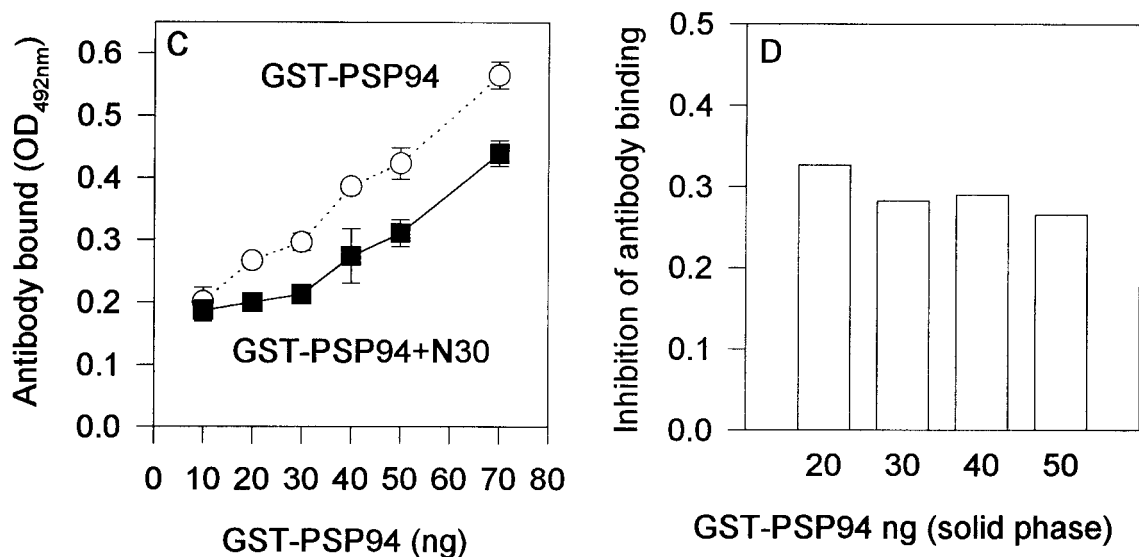 C
Antibody bound (OD492nm)
0.6
0.5
0.4
0.3
0.2
0.1
0.0
GST-PSP94
GST-PSP94+N30
0 10 20 30 40 50 60 70 80
GST-PSP94 (ng)
D
Inhibition of antibody binding
0.5
0.4
0.3
0.2
0.1
0.0
20 30 40 50
GST-PSP94 ng (solid phase)